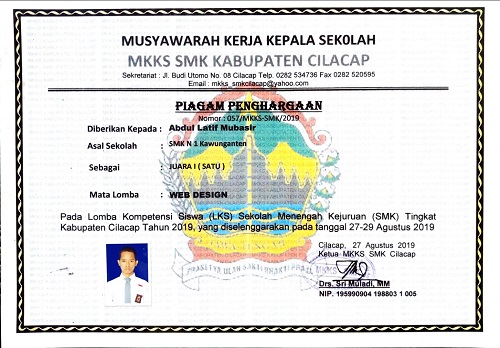 MUSYAWARAH KERJA KEPALA SEKOLAH
MKKS SMK KABUPATEN CILACAP
Sekretariat : Jl. Budi Utomo No. 08 Cilacap Telp. 0282 534736 Fax 0282 520595
Email : mkks_smkcilacap@yahoo.com
PIAGAM PENGHARGAAN
Nomor : 057/MKKS-SMK/2019
Diberikan Kepada : Abdul Latif Mubasir
Asal Sekolah : SMK N 1 Kawunganten
Sebagai : JUARA I ( SATU )
Mata Lomba : WEB DESIGN
Pada Lomba Kompetensi Siswa (LKS) Sekolah Menengah Kejuruan (SMK) Tingkat
Kabupaten Cilacap Tahun 2019, yang diselenggarakan pada tanggal 27-29 Agustus 2019
Cilacap, 27 Agustus 2019
Ketua MKKS SMK Cilacap
Drs. Sri Muladi, MM
NIP. 195990904 198803 1 005